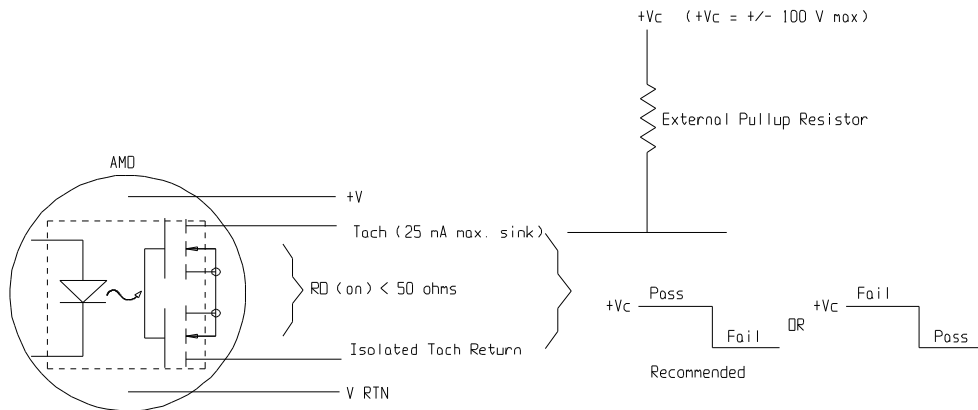 +Vc (+Vc = +/- 100 V max)
External Pullup Resistor
AMD
+V
Tach (25 mA max. sink)
RD (on) < 50 ohms
Isolated Tach Return
V RTN
+Vc Pass Fail
OR
+Vc Fail Pass
Recommended